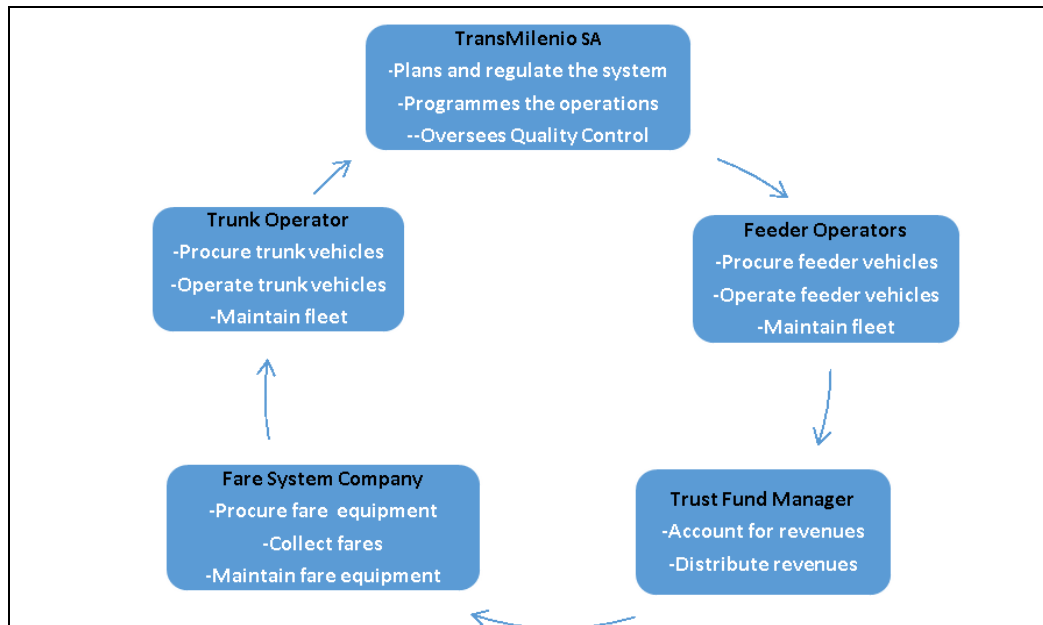 TransMilenio SA
-Plans and regulate the system
-Programmes the operations
--Oversees Quality Control
Trunk Operator
-Procure trunk vehicles
-Operate trunk vehicles
-Maintain fleet
Feeder Operators
-Procure feeder vehicles
-Operate feeder vehicles
-Maintain fleet
Fare System Company
-Procure fare equipment
-Collect fares
-Maintain fare equipment
Trust Fund Manager
-Account for revenues
-Distribute revenues